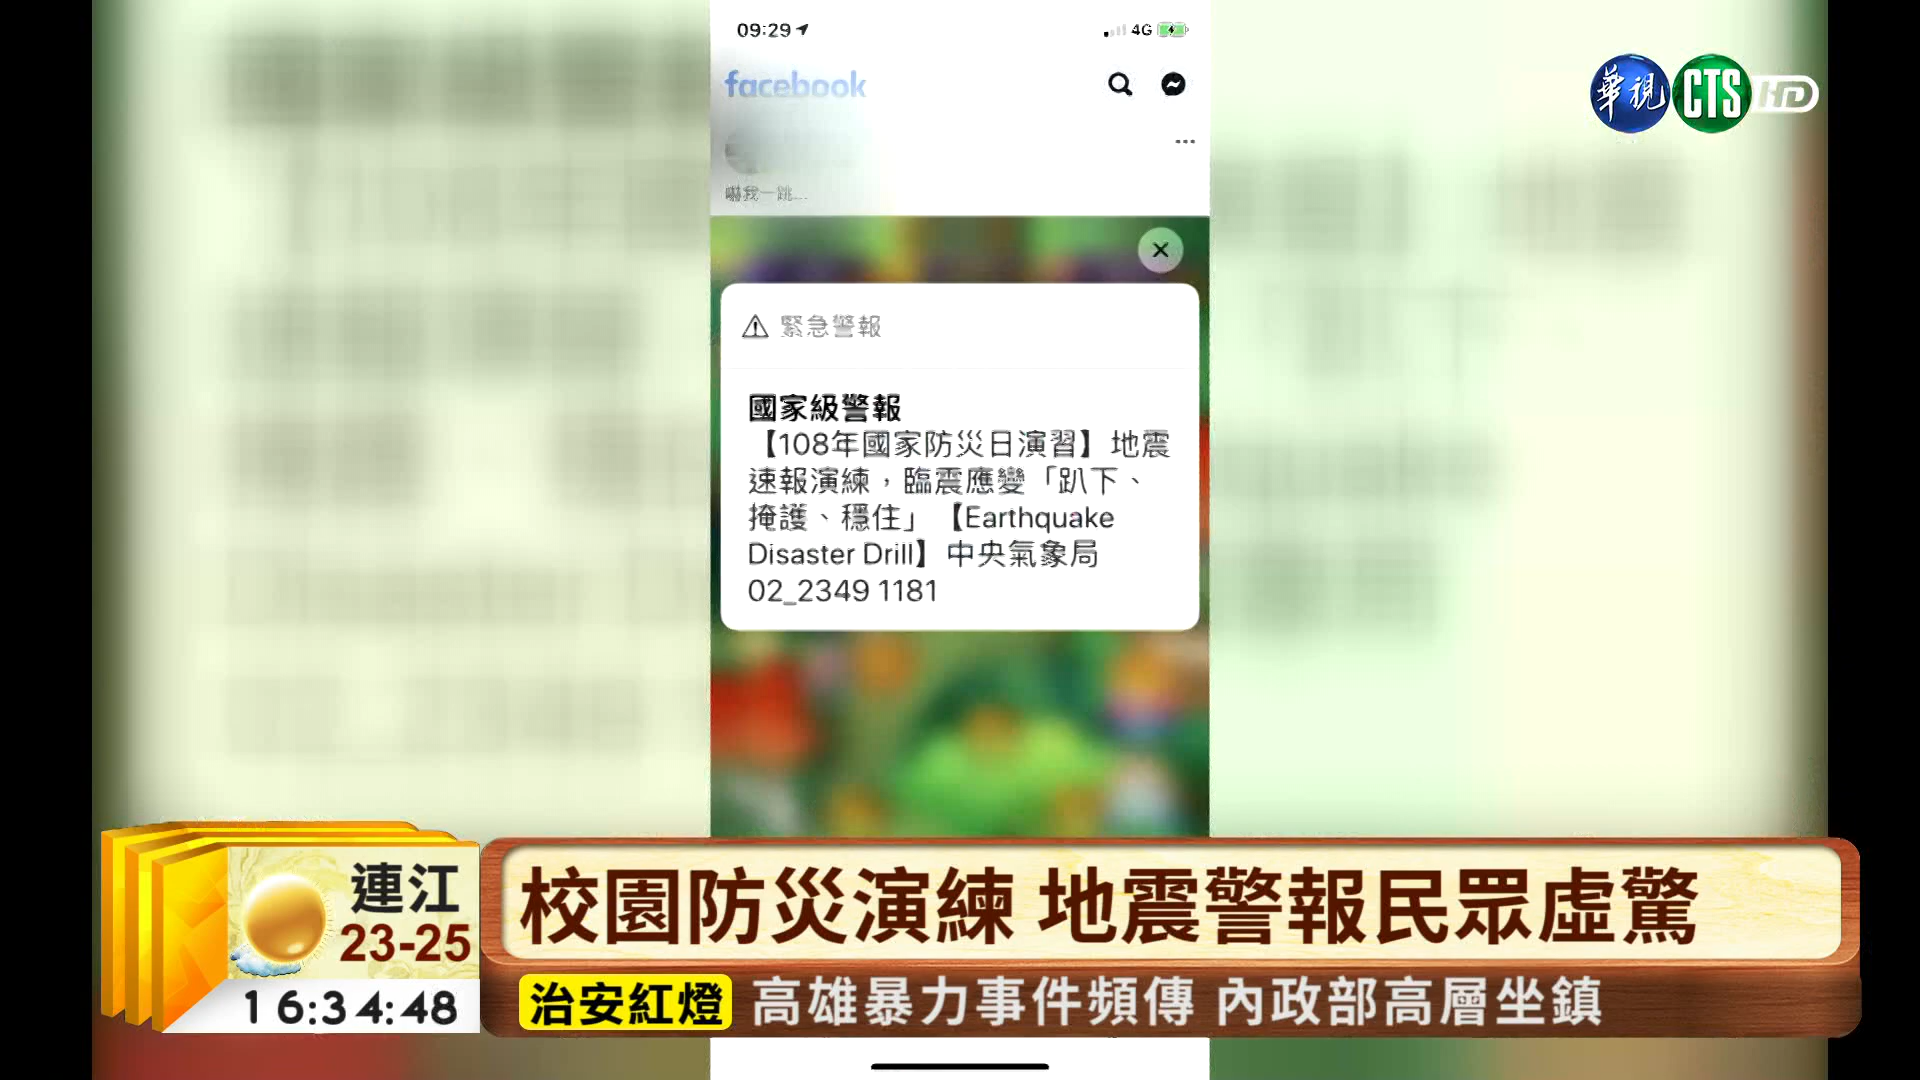 09:29
4G
facebook
華視 CTS HD
嚇我一跳...
緊急警報
國家級警報
【108年國家防災日演習】地震
速報演練，臨震應變「趴下、
掩護、穩住」【Earthquake
Disaster Drill】中央氣象局
02_2349 1181
連江
23-25
16:34:48
校園防災演練 地震警報民眾虛驚
治安紅燈 高雄暴力事件頻傳 內政部高層坐鎮